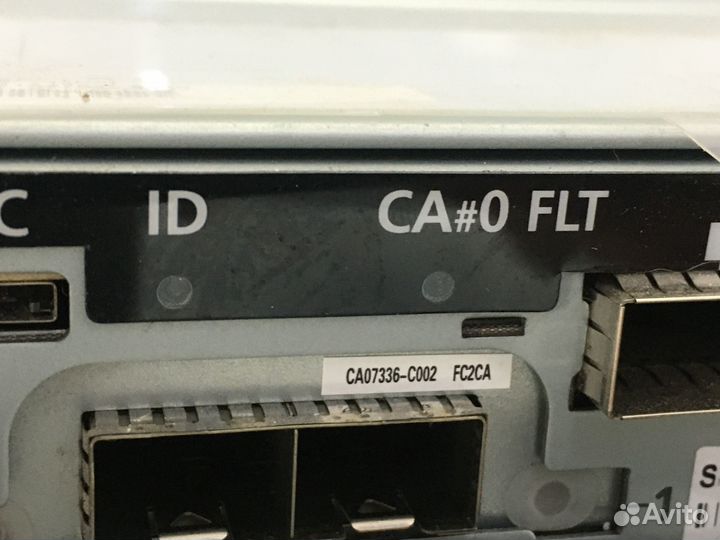 C ID CA#0 FLT
CA07336-C002 FC2CA
1
S
Avito